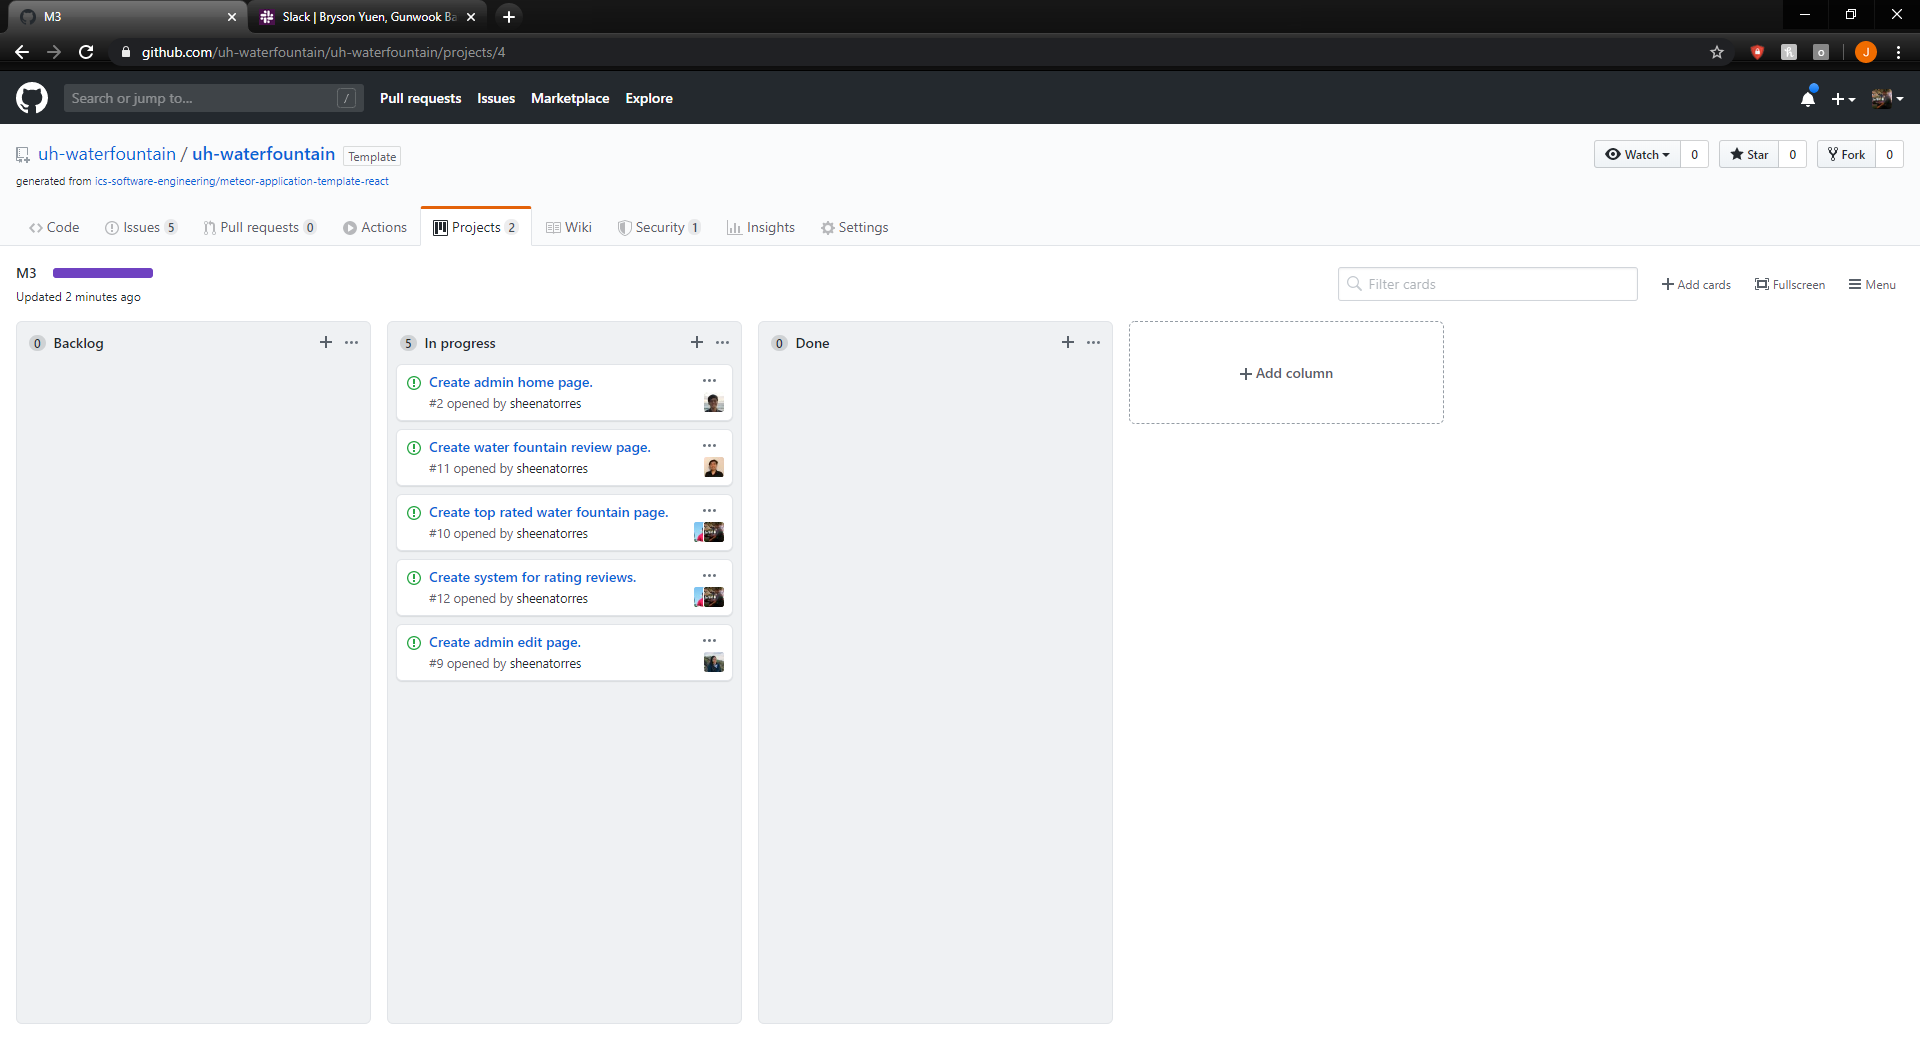 M3
Slack | Bryson Yuen, Gunwook Ba
github.com/uh-waterfountain/uh-waterfountain/projects/4
J
Search or jump to...
/
Pull requests Issues Marketplace Explore
uh-waterfountain / uh-waterfountain Template
Watch 0 Star 0 Fork 0
generated from ics-software-engineering/meteor-application-template-react
Code Issues 5 Pull requests 0 Actions Projects 2 Wiki Security 1 Insights Settings
M3
Updated 2 minutes ago
Filter cards
Add cards Fullscreen Menu
0 Backlog
5 In progress
Create admin home page.
#2 opened by sheenatorres
Create water fountain review page.
#11 opened by sheenatorres
Create top rated water fountain page.
#10 opened by sheenatorres
Create system for rating reviews.
#12 opened by sheenatorres
Create admin edit page.
#9 opened by sheenatorres
0 Done
Add column